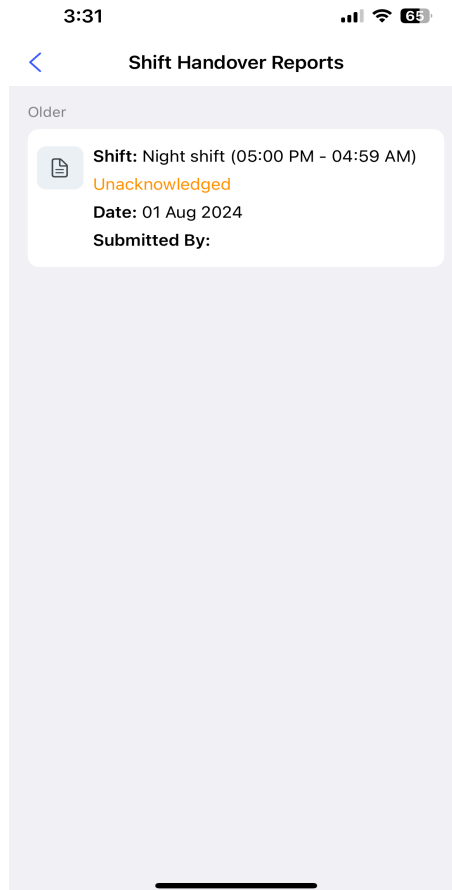 3:31
65
Shift Handover Reports
Older
Shift: Night shift (05:00 PM - 04:59 AM)
Unacknowledged
Date: 01 Aug 2024
Submitted By: